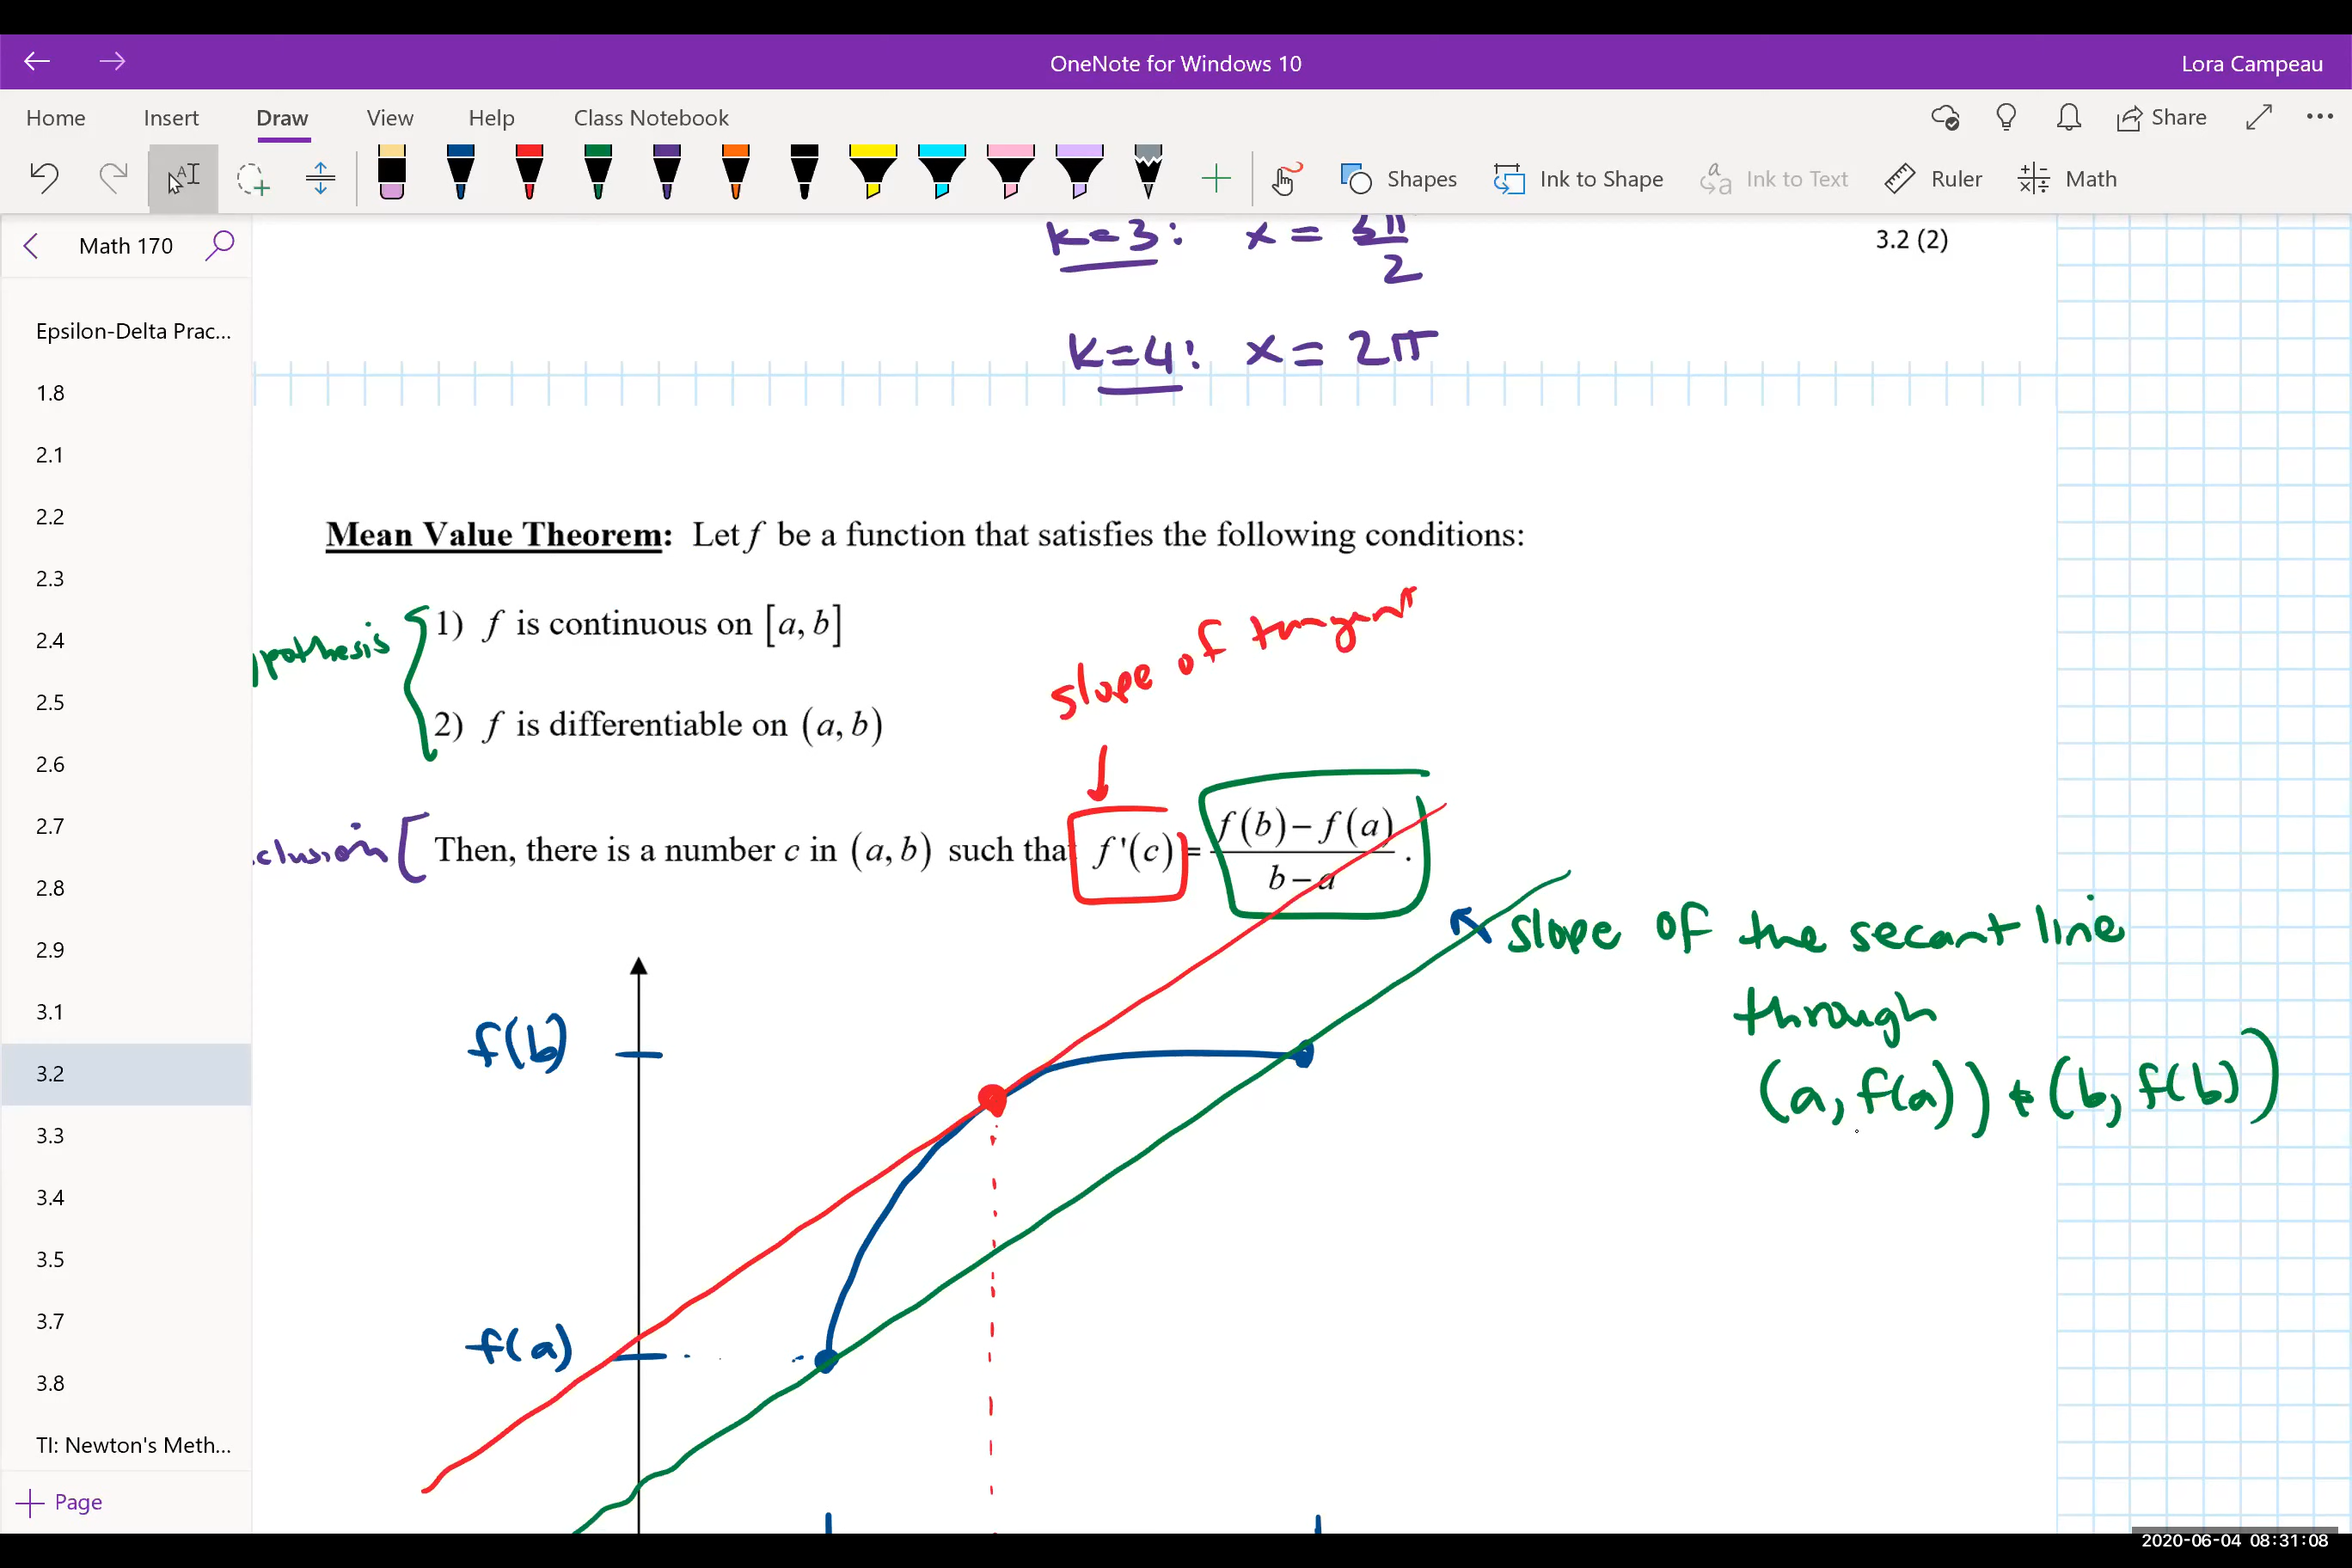 OneNote for Windows 10
Lora Campeau
Home Insert Draw View Help Class Notebook
Share
Shapes Ink to Shape Ink to Text Ruler Math
Math 170
Epsilon-Delta Prac...
1.8
2.1
2.2
2.3
2.4
2.5
2.6
2.7
2.8
2.9
3.1
3.2
3.3
3.4
3.5
3.7
3.8
TI: Newton's Meth...
Page
k=3: x = 3π/2
3.2 (2)
k=4: x = 2π
Mean Value Theorem: Let f be a function that satisfies the following conditions:
ypothesis
1) f is continuous on [a, b]
slope of tangent
2) f is differentiable on (a, b)
clusion
Then, there is a number c in (a, b) such that f'(c) = f(b) – f(a) / b – a .
slope of the secant line
through
(a, f(a)) + (b, f(b))
f(b)
f(a)
2020-06-04 08:31:08